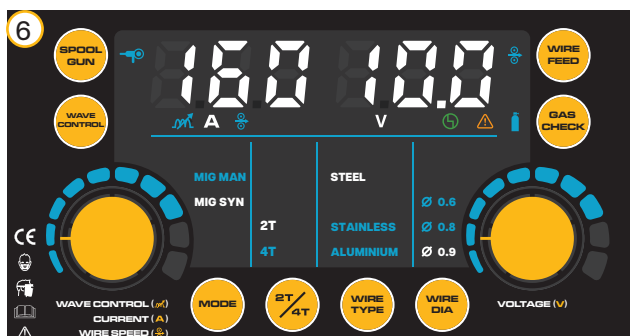 6
SPOOL
GUN
160 10.0
WIRE
FEED
WAVE
CONTROL
A V
GAS
CHECK
MIG MAN STEEL
MIG SYN Ø 0.6
2T STAINLESS Ø 0.8
4T ALUMINIUM Ø 0.9
CE
MODE
2T/4T
WIRE
TYPE
WIRE
DIA
WAVE CONTROL ( )
CURRENT (A)
WIRE SPEED ( )
VOLTAGE (V)